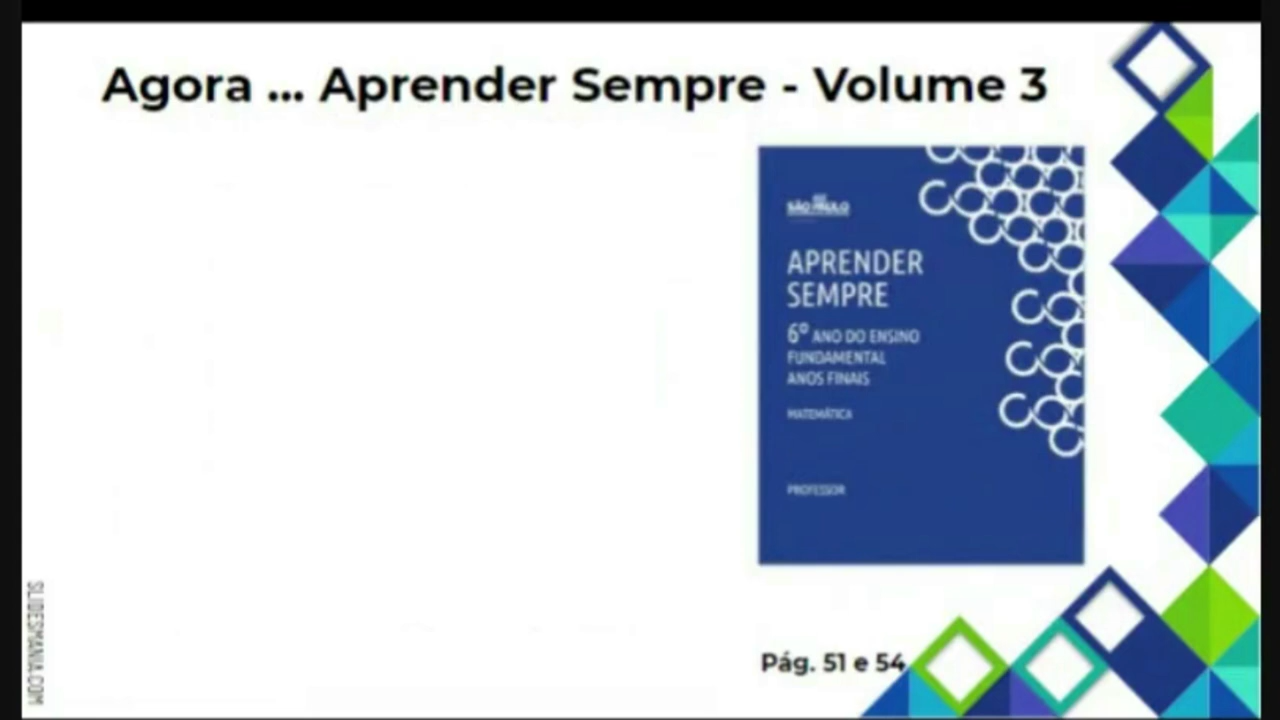 Agora ... Aprender Sempre - Volume 3
SÃO PAULO
APRENDER
SEMPRE
6º ANO DO ENSINO
FUNDAMENTAL
ANOS FINAIS
MATEMÁTICA
PROFESSOR
Pág. 51 e 54
SLIDESMANIA.COM